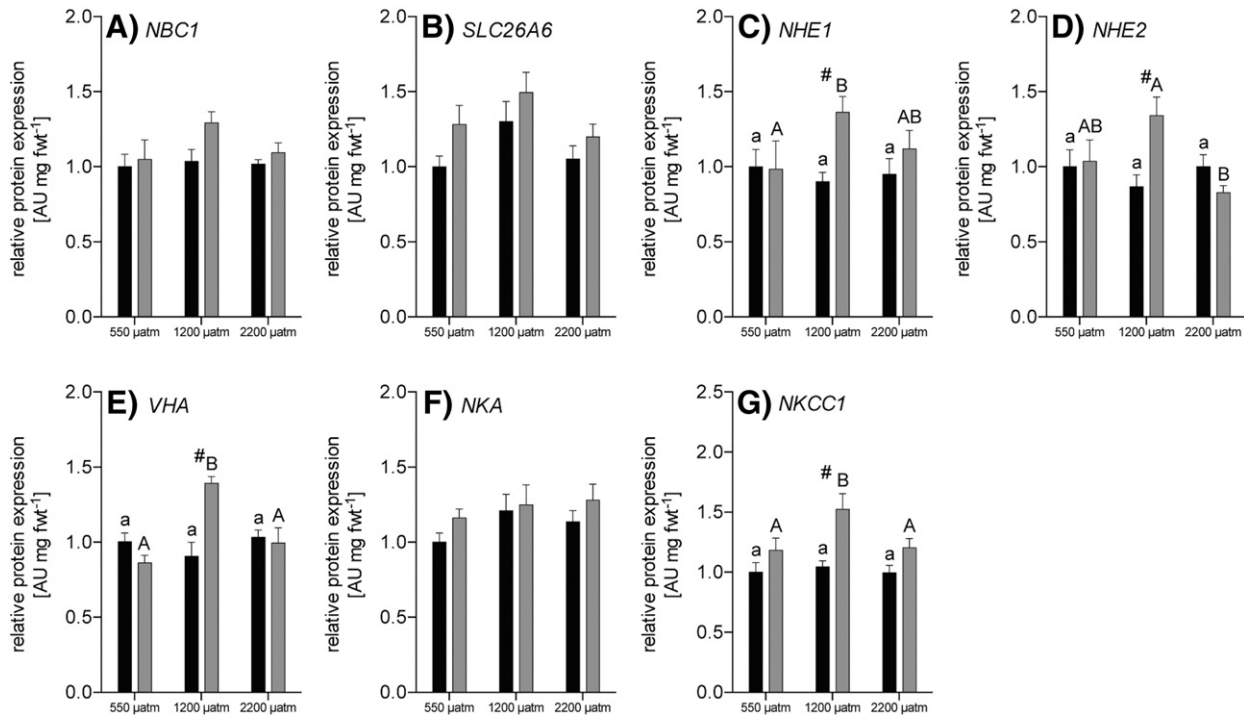 A) NBC1
relative protein expression
[AU mg fwt⁻¹]
2.0
1.5
1.0
0.5
0.0
550 µatm 1200 µatm 2200 µatm
B) SLC26A6
relative protein expression
[AU mg fwt⁻¹]
2.0
1.5
1.0
0.5
0.0
550 µatm 1200 µatm 2200 µatm
C) NHE1
relative protein expression
[AU mg fwt⁻¹]
2.0
1.5
1.0
0.5
0.0
a A
# a B
a AB
550 µatm 1200 µatm 2200 µatm
D) NHE2
relative protein expression
[AU mg fwt⁻¹]
2.0
1.5
1.0
0.5
0.0
a AB
# a A
a B
550 µatm 1200 µatm 2200 µatm
E) VHA
relative protein expression
[AU mg fwt⁻¹]
2.0
1.5
1.0
0.5
0.0
a A
# a B
a A
550 µatm 1200 µatm 2200 µatm
F) NKA
relative protein expression
[AU mg fwt⁻¹]
2.0
1.5
1.0
0.5
0.0
550 µatm 1200 µatm 2200 µatm
G) NKCC1
relative protein expression
[AU mg fwt⁻¹]
2.5
2.0
1.5
1.0
0.5
0.0
a A
# a B
a A
550 µatm 1200 µatm 2200 µatm